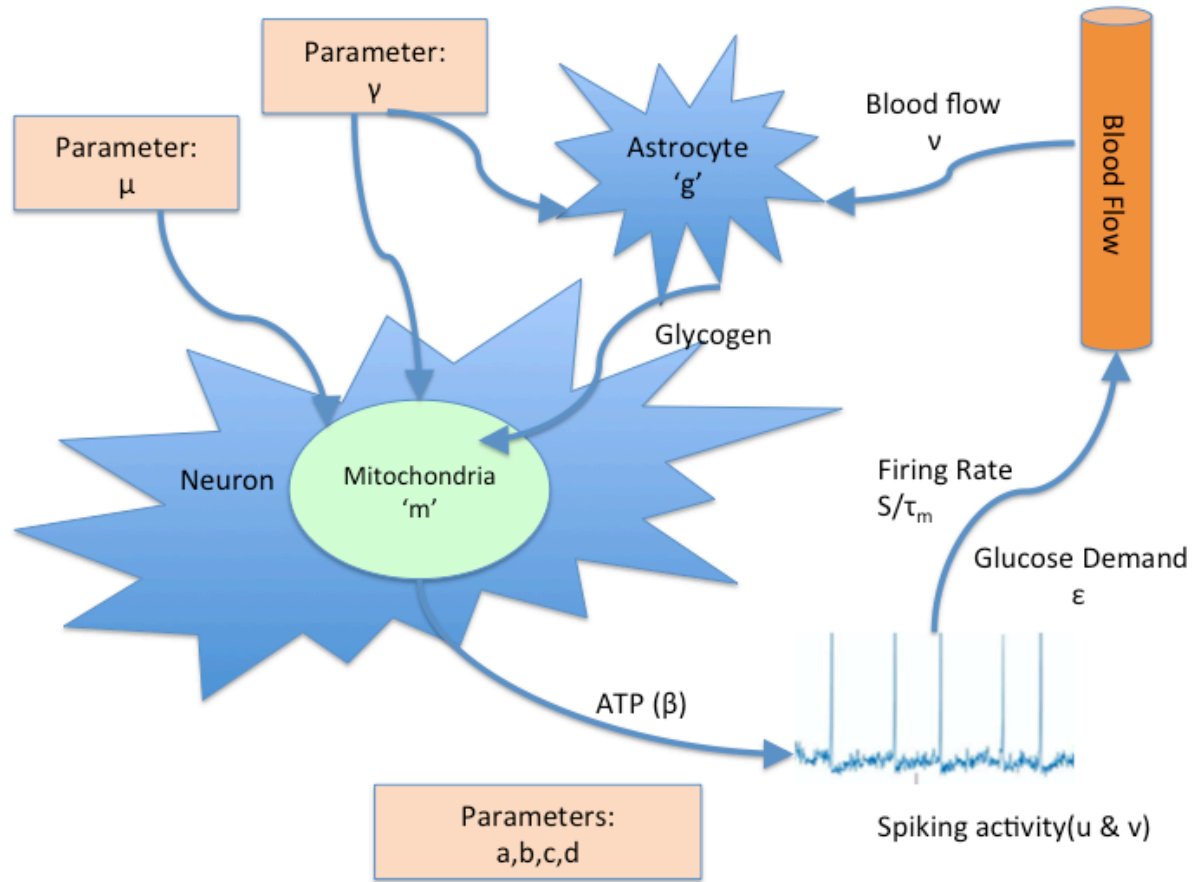 Parameter:
γ
Parameter:
μ
Astrocyte
‘g’
Blood flow
ν
Blood Flow
Glycogen
Neuron
Mitochondria
‘m’
Firing Rate
S/τₘ
Glucose Demand
ε
ATP (β)
Parameters:
a,b,c,d
Spiking activity(u & v)